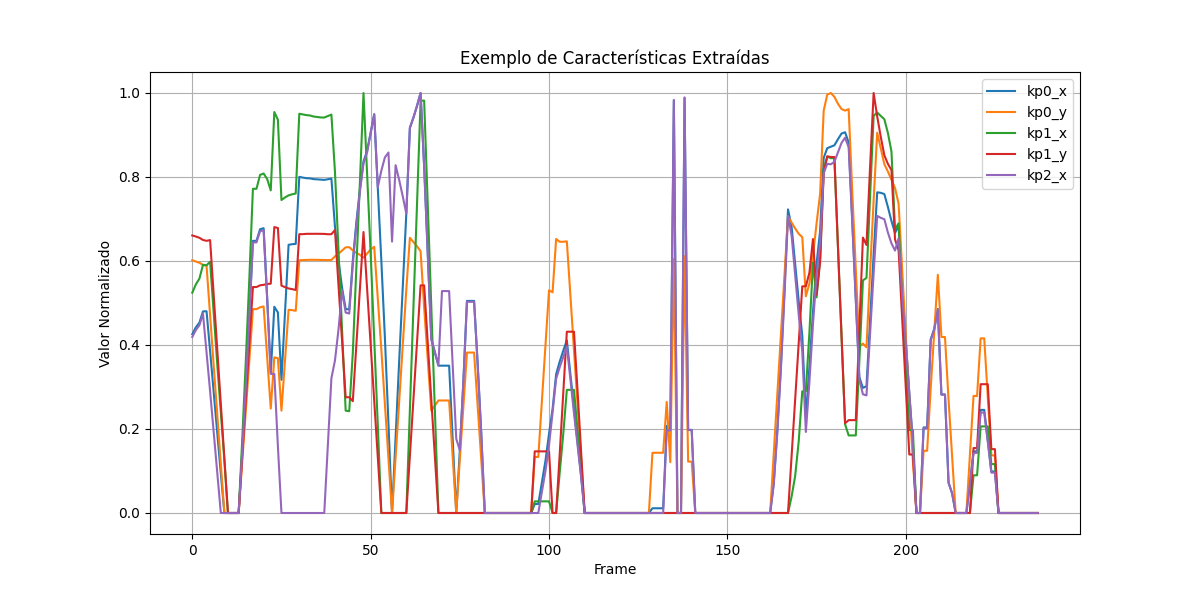 Exemplo de Características Extraídas
Valor Normalizado
1.0
0.8
0.6
0.4
0.2
0.0
0 50 100 150 200
Frame
kp0_x
kp0_y
kp1_x
kp1_y
kp2_x